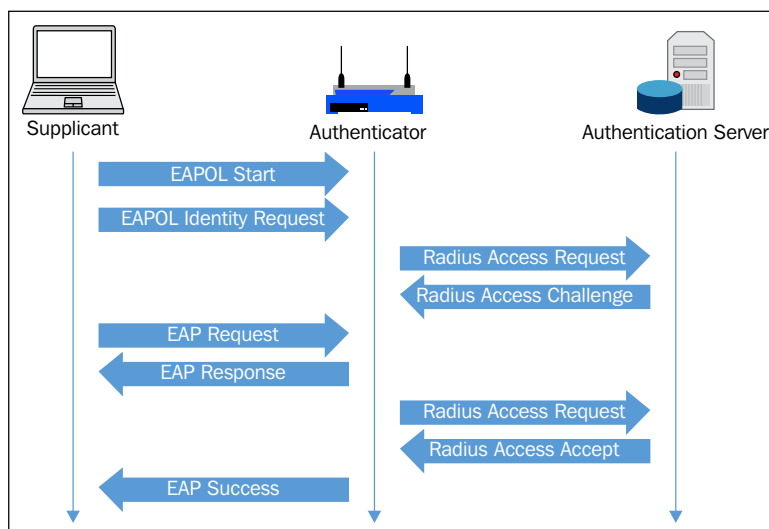 Supplicant
Authenticator
Authentication Server
EAPOL Start
EAPOL Identity Request
Radius Access Request
Radius Access Challenge
EAP Request
EAP Response
Radius Access Request
Radius Access Accept
EAP Success